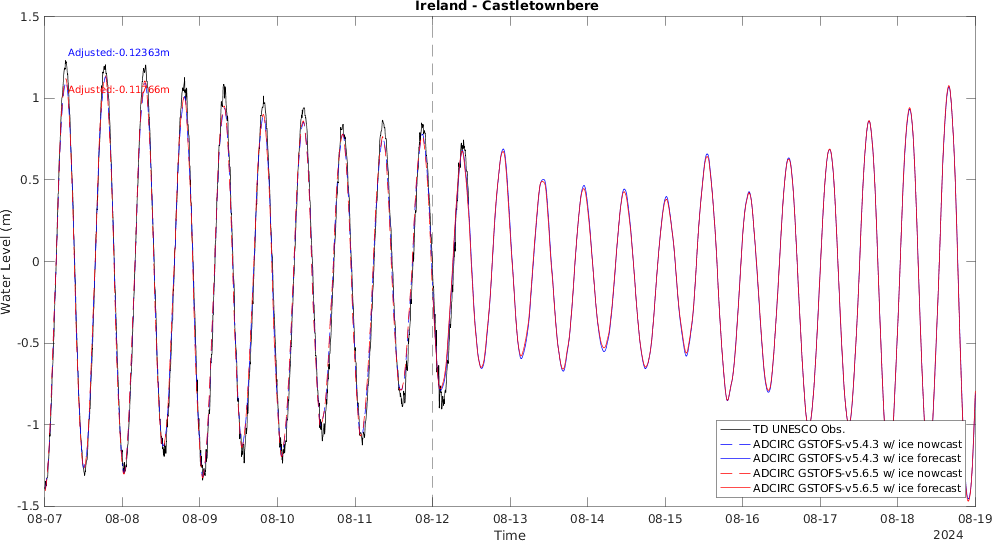 Ireland - Castletownbere
1.5
1
0.5
0
-0.5
-1
-1.5
Water Level (m)
Adjusted:-0.12363m
TD UNESCO Obs.
ADCIRC GSTOFS-v5.4.3 w/ ice nowcast
ADCIRC GSTOFS-v5.4.3 w/ ice forecast
ADCIRC GSTOFS-v5.6.5 w/ ice nowcast
ADCIRC GSTOFS-v5.6.5 w/ ice forecast
08-07 08-08 08-09 08-10 08-11 08-12 08-13 08-14 08-15 08-16 08-17 08-18 08-19
Time
2024